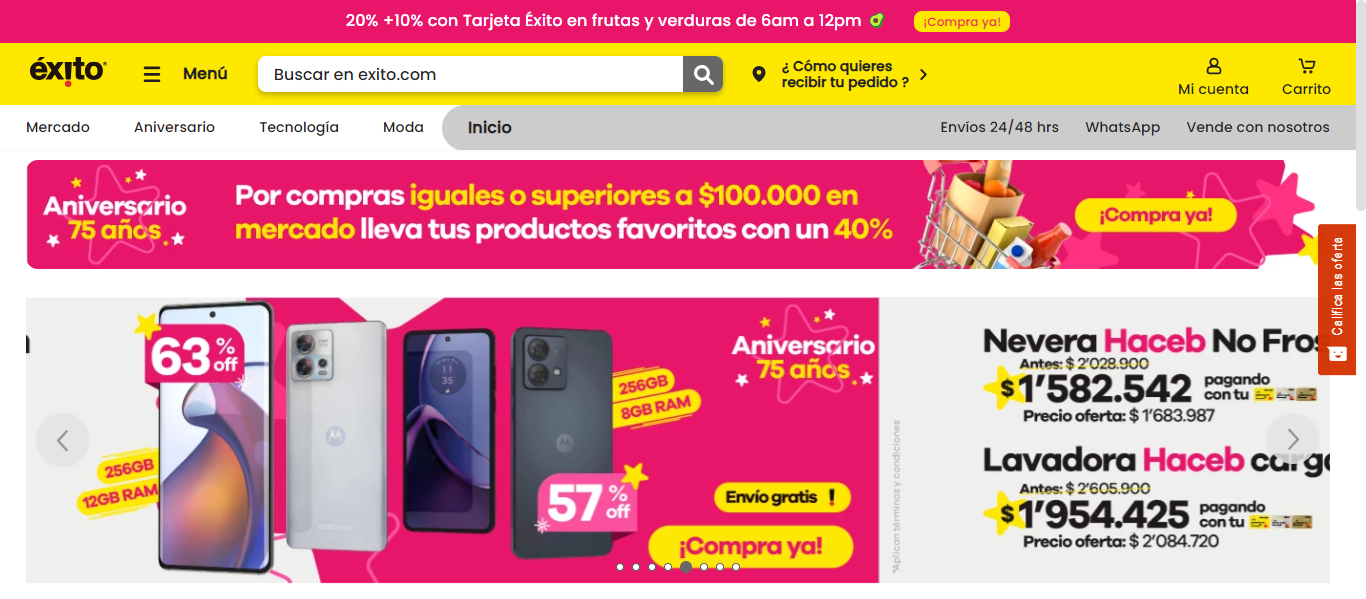 20% +10% con Tarjeta Éxito en frutas y verduras de 6am a 12pm
¡Compra ya!
éxito
Menú
Buscar en exito.com
¿ Cómo quieres
recibir tu pedido ?
Mi cuenta
Carrito
Mercado
Aniversario
Tecnología
Moda
Inicio
Envíos 24/48 hrs
WhatsApp
Vende con nosotros
Aniversario
75 años
Por compras iguales o superiores a $100.000 en
mercado lleva tus productos favoritos con un 40%
¡Compra ya!
Califica las oferta
63% off
256GB
12GB RAM
motorola
11
35
256GB
8GB RAM
57% off
Aniversario
75 años
Envío gratis !
¡Compra ya!
*Aplican términos y condiciones
Nevera Haceb No Fros
Antes: $ 2'028.900
$1'582.542 pagando
con tu
Precio oferta: $ 1'683.987
Lavadora Haceb cargo
Antes: $ 2'605.900
$1'954.425 pagando
con tu
Precio oferta: $ 2'084.720